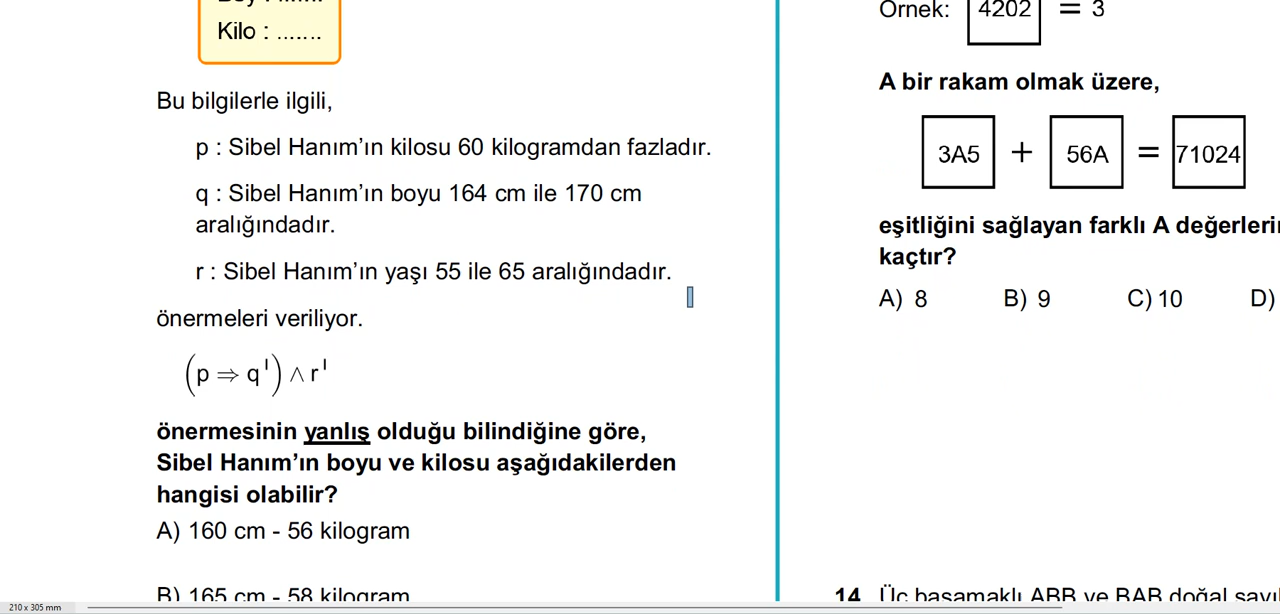 Kilo : .......
Bu bilgilerle ilgili,
p : Sibel Hanım’ın kilosu 60 kilogramdan fazladır.
q : Sibel Hanım’ın boyu 164 cm ile 170 cm
aralığındadır.
r : Sibel Hanım’ın yaşı 55 ile 65 aralığındadır.
önermeleri veriliyor.
(p ⇒ q') ∧ r'
önermesinin yanlış olduğu bilindiğine göre,
Sibel Hanım’ın boyu ve kilosu aşağıdakilerden
hangisi olabilir?
A) 160 cm - 56 kilogram
B) 165 cm - 58 kilogram
Örnek: 4202 = 3
A bir rakam olmak üzere,
3A5 + 56A = 71024
eşitliğini sağlayan farklı A
kaçtır?
A) 8 B) 9 C) 10 D)
14 Üç basamaklı ABB ve BAB doğal
210 x 305 mm